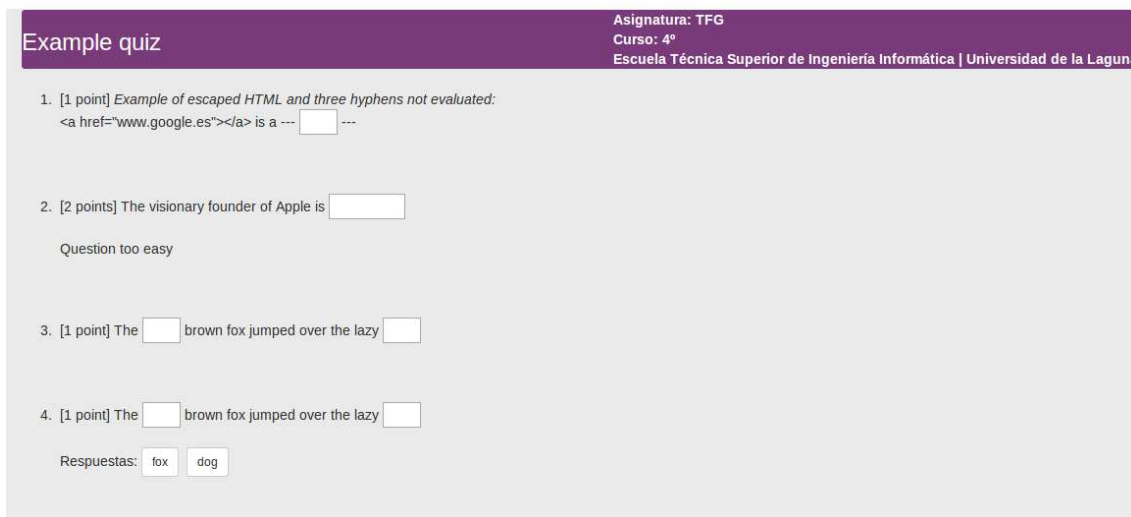 Example quiz
Asignatura: TFG
Curso: 4º
Escuela Técnica Superior de Ingeniería Informática | Universidad de la Lagun
1. [1 point] Example of escaped HTML and three hyphens not evaluated:
<a href="www.google.es"></a> is a --- ---
2. [2 points] The visionary founder of Apple is
Question too easy
3. [1 point] The brown fox jumped over the lazy
4. [1 point] The brown fox jumped over the lazy
Respuestas: fox dog